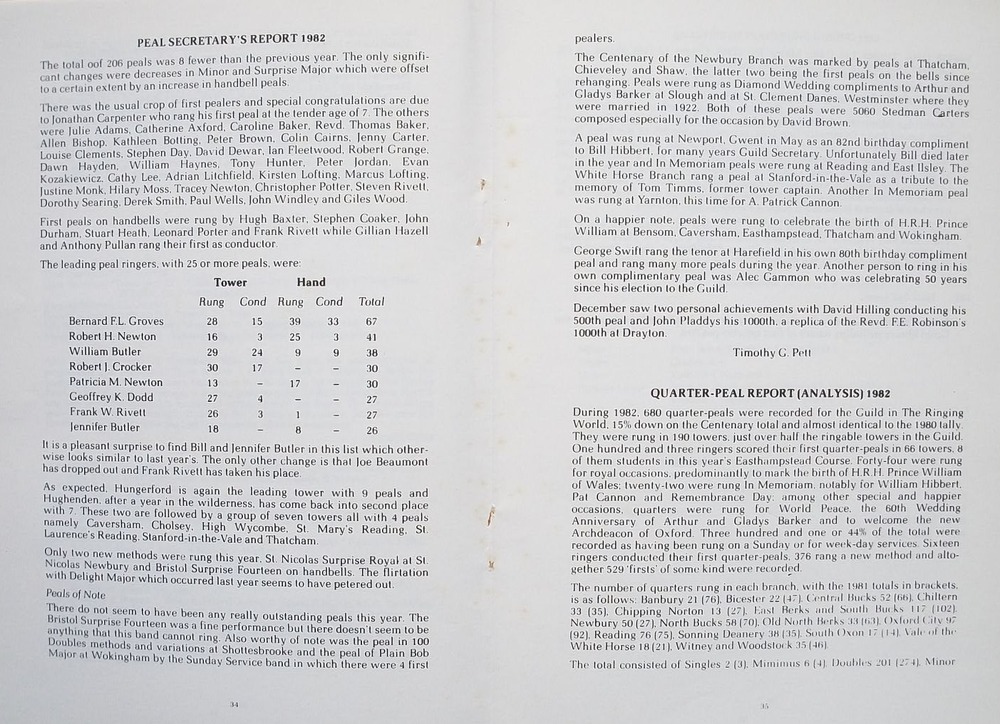 PEAL SECRETARY'S REPORT 1982
The total oof 206 peals was 8 fewer than the previous year. The only signifi-
cant changes were decreases in Minor and Surprise Major which were offset
to a certain extent by an increase in handbell peals.
There was the usual crop of first pealers and special congratulations are due
to Jonathan Carpenter who rang his first peal at the tender age of 7. The others
were Julie Adams, Catherine Axford, Caroline Baker, Revd. Thomas Baker,
Allen Bishop, Kathleen Botting, Peter Brown, Colin Cairns, Jenny Carter,
Louise Clements, Stephen Day, David Dewar, Ian Fleetwood, Robert Grange,
Dawn Hayden, William Haynes, Tony Hunter, Peter Jordan, Evan
Kozakiewicz, Cathy Lee, Adrian Litchfield, Kirsten Lofting, Marcus Lofting,
Justine Monk, Hilary Moss, Tracey Newton, Christopher Potter, Steven Rivett,
Dorothy Searing, Derek Smith, Paul Wells, John Windley and Giles Wood.
First peals on handbells were rung by Hugh Baxter, Stephen Coaker, John
Durham, Stuart Heath, Leonard Porter and Frank Rivett while Gillian Hazell
and Anthony Pullan rang their first as conductor.
The leading peal ringers, with 25 or more peals, were:
Tower Hand
Rung Cond Rung Cond Total
Bernard F.L. Groves 28 15 39 33 67
Robert H. Newton 16 3 25 3 41
William Butler 29 24 9 9 38
Robert J. Crocker 30 17 – – 30
Patricia M. Newton 13 – 17 – 30
Geoffrey K. Dodd 27 4 – – 27
Frank W. Rivett 26 3 1 – 27
Jennifer Butler 18 – 8 – 26
It is a pleasant surprise to find Bill and Jennifer Butler in this list which other-
wise looks similar to last year's. The only other change is that Joe Beaumont
has dropped out and Frank Rivett has taken his place.
As expected, Hungerford is again the leading tower with 9 peals and
Hughenden, after a year in the wilderness, has come back into second place
with 7. These two are followed by a group of seven towers all with 4 peals
namely Caversham, Cholsey, High Wycombe, St. Mary's Reading, St.
Laurence's Reading, Stanford-in-the-Vale and Thatcham.
Only two new methods were rung this year, St. Nicolas Surprise Royal at St.
Nicolas Newbury and Bristol Surprise Fourteen on handbells. The flirtation
with Delight Major which occurred last year seems to have petered out.
Peals of Note
There do not seem to have been any really outstanding peals this year. The
Bristol Surprise Fourteen was a fine performance but there doesn't seem to be
anything that this band cannot ring. Also worthy of note was the peal in 100
Doubles methods and variations at Shottesbrooke and the peal of Plain Bob
Major at Wokingham by the Sunday Service band in which there were 4 first
34
pealers.
The Centenary of the Newbury Branch was marked by peals at Thatcham,
Chieveley and Shaw, the latter two being the first peals on the bells since
rehanging. Peals were rung as Diamond Wedding compliments to Arthur and
Gladys Barker at Slough and at St. Clement Danes, Westminster where they
were married in 1922. Both of these peals were 5060 Stedman Carters
composed especially for the occasion by David Brown.
A peal was rung at Newport, Gwent in May as an 82nd birthday compliment
to Bill Hibbert, for many years Guild Secretary. Unfortunately Bill died later
in the year and In Memoriam peals were rung at Reading and East Ilsley. The
White Horse Branch rang a peal at Stanford-in-the-Vale as a tribute to the
memory of Tom Timms, former tower captain. Another In Memoriam peal
was rung at Yarnton, this time for A. Patrick Cannon.
On a happier note, peals were rung to celebrate the birth of H.R.H. Prince
William at Bensom, Caversham, Easthampstead, Thatcham and Wokingham.
George Swift rang the tenor at Harefield in his own 80th birthday compliment
peal and rang many more peals during the year. Another person to ring in his
own complimentary peal was Alec Gammon who was celebrating 50 years
since his election to the Guild.
December saw two personal achievements with David Hilling conducting his
500th peal and John Pladdys his 1000th, a replica of the Revd. F.E. Robinson's
1000th at Drayton.
Timothy G. Pett
QUARTER-PEAL REPORT (ANALYSIS) 1982
During 1982, 680 quarter-peals were recorded for the Guild in The Ringing
World, 15% down on the Centenary total and almost identical to the 1980 tally.
They were rung in 190 towers, just over half the ringable towers in the Guild.
One hundred and three ringers scored their first quarter-peals in 66 towers, 8
of them students in this year's Easthampstead Course. Forty-four were rung
for royal occasions, predominantly to mark the birth of H.R.H. Prince William
of Wales; twenty-two were rung In Memoriam, notably for William Hibbert,
Pat Cannon and Remembrance Day; among other special and happier
occasions, quarters were rung for World Peace, the 60th Wedding
Anniversary of Arthur and Gladys Barker and to welcome the new
Archdeacon of Oxford. Three hundred and one or 44% of the total were
recorded as having been rung on a Sunday or for week-day services. Sixteen
ringers conducted their first quarter-peals, 376 rang a new method and alto-
gether 529 'firsts' of some kind were recorded.
The number of quarters rung in each branch, with the 1981 totals in brackets,
is as follows: Banbury 21 (76), Bicester 22 (47), Central Bucks 52 (66), Chiltern
33 (35), Chipping Norton 13 (27), East Berks and South Bucks 117 (102),
Newbury 50 (27), North Bucks 58 (70), Old North Berks 33 (63), Oxford City 97
(92), Reading 76 (75), Sonning Deanery 38 (35), South Oxon 17 (14), Vale of the
White Horse 18 (21), Witney and Woodstock 35 (46).
The total consisted of Singles 2 (3), Minimus 6 (4), Doubles 201 (274), Minor
35